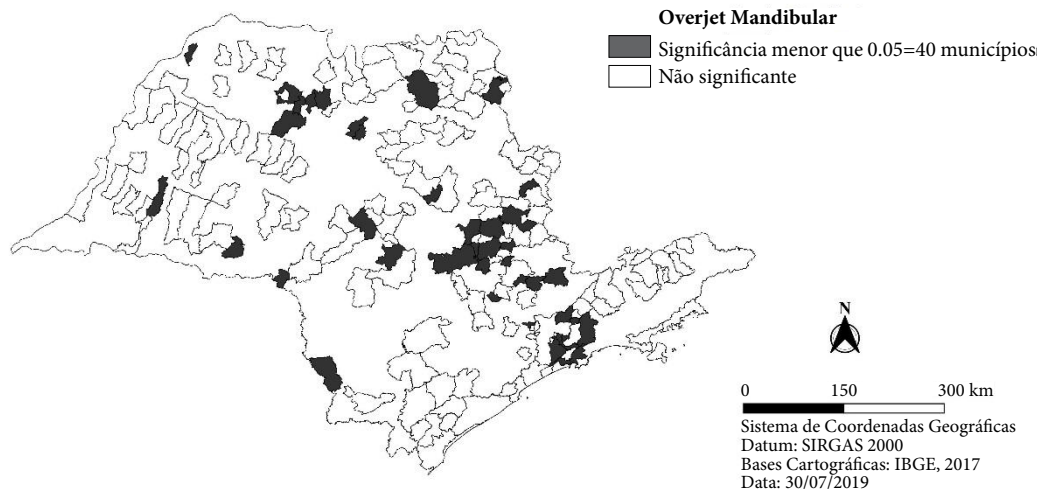 Overjet Mandibular
Significância menor que 0.05=40 municípios
Não significante
N
0 150 300 km
Sistema de Coordenadas Geográficas
Datum: SIRGAS 2000
Bases Cartográficas: IBGE, 2017
Data: 30/07/2019